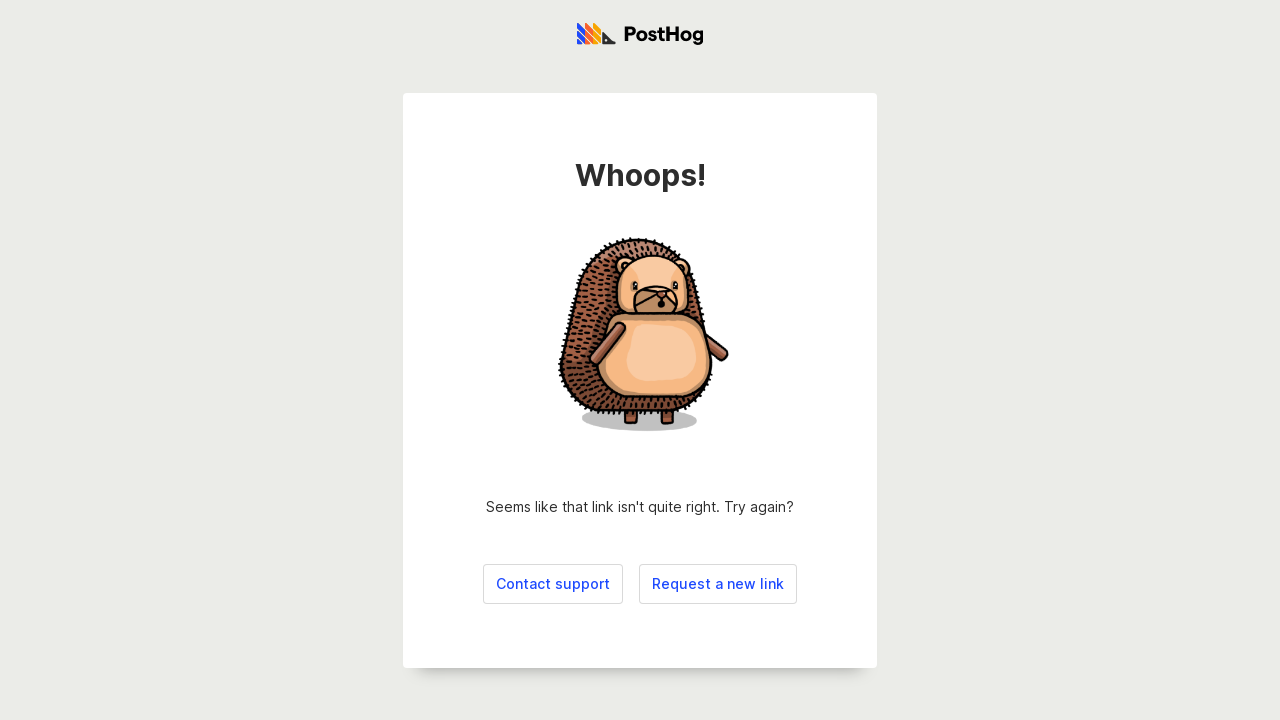 PostHog
Whoops!
Seems like that link isn't quite right. Try again?
Contact support
Request a new link